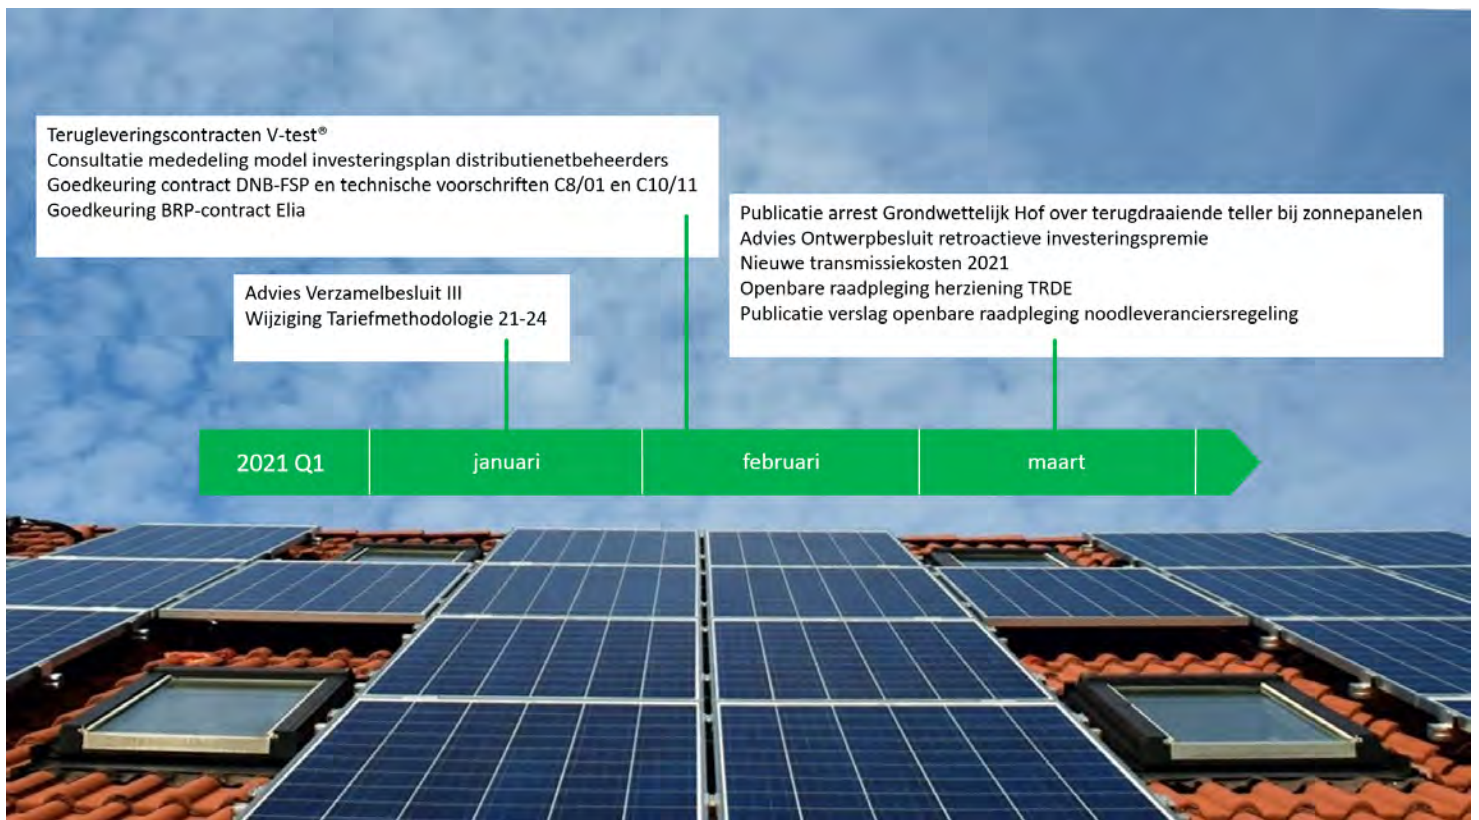 Terugleveringscontracten V-test®
Consultatie mededeling model investeringsplan distributienetbeheerders
Goedkeuring contract DNB-FSP en technische voorschriften C8/01 en C10/11
Goedkeuring BRP-contract Elia
Advies Verzamelbesluit III
Wijziging Tariefmethodologie 21-24
Publicatie arrest Grondwettelijk Hof over terugdraaiende teller bij zonnepanelen
Advies Ontwerpbesluit retroactieve investeringspremie
Nieuwe transmissiekosten 2021
Openbare raadpleging herziening TRDE
Publicatie verslag openbare raadpleging noodleveranciersregeling
2021 Q1
januari
februari
maart